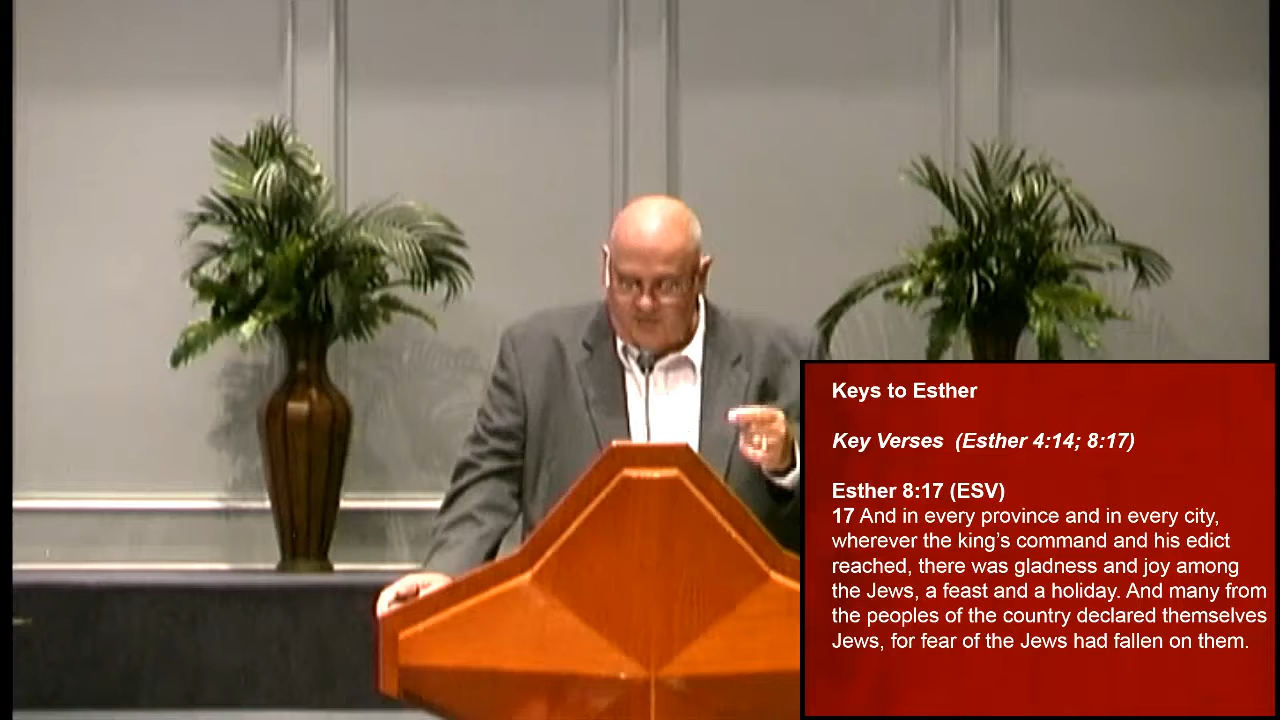 Keys to Esther
Key Verses (Esther 4:14; 8:17)
Esther 8:17 (ESV)
17 And in every province and in every city,
wherever the king’s command and his edict
reached, there was gladness and joy among
the Jews, a feast and a holiday. And many from
the peoples of the country declared themselves
Jews, for fear of the Jews had fallen on them.